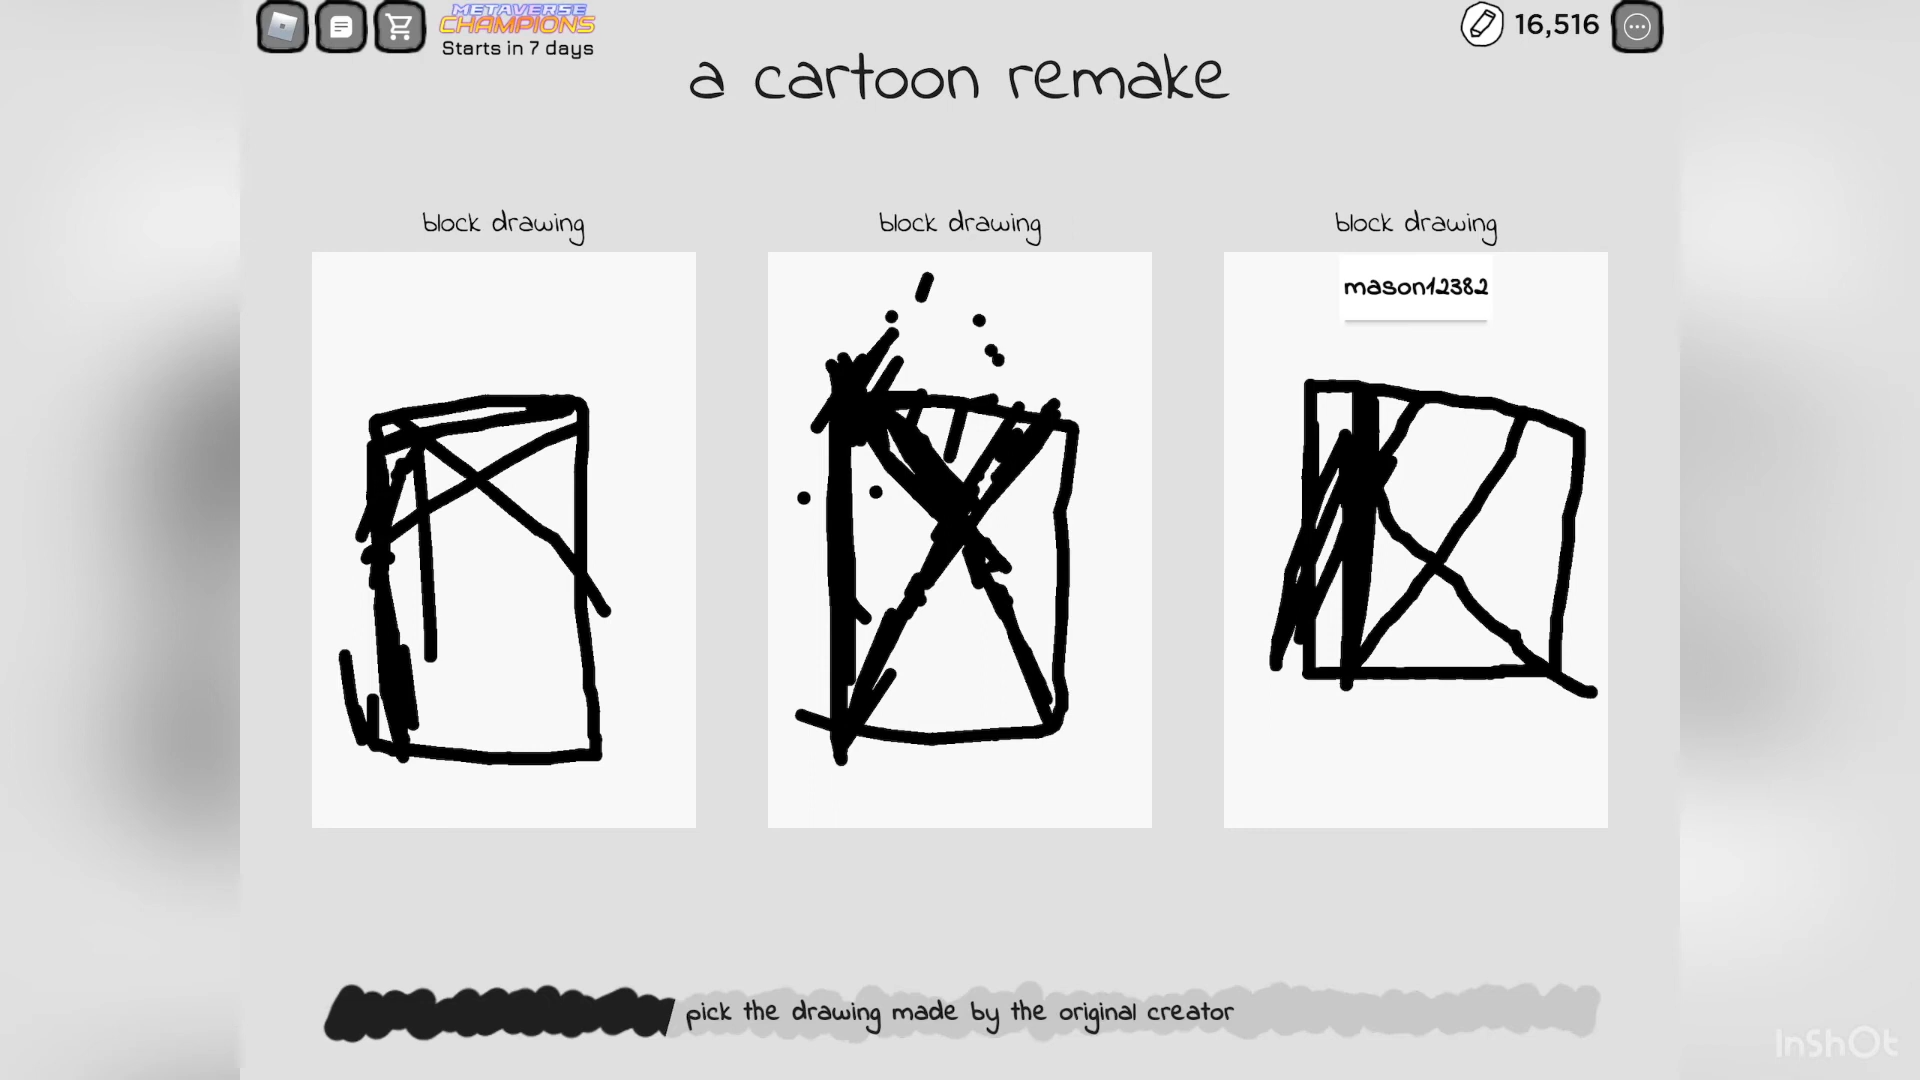 METAVERSE
CHAMPIONS
Starts in 7 days
16,516
a cartoon remake
block drawing
block drawing
block drawing
mason12382
pick the drawing made by the original creator
InShOt